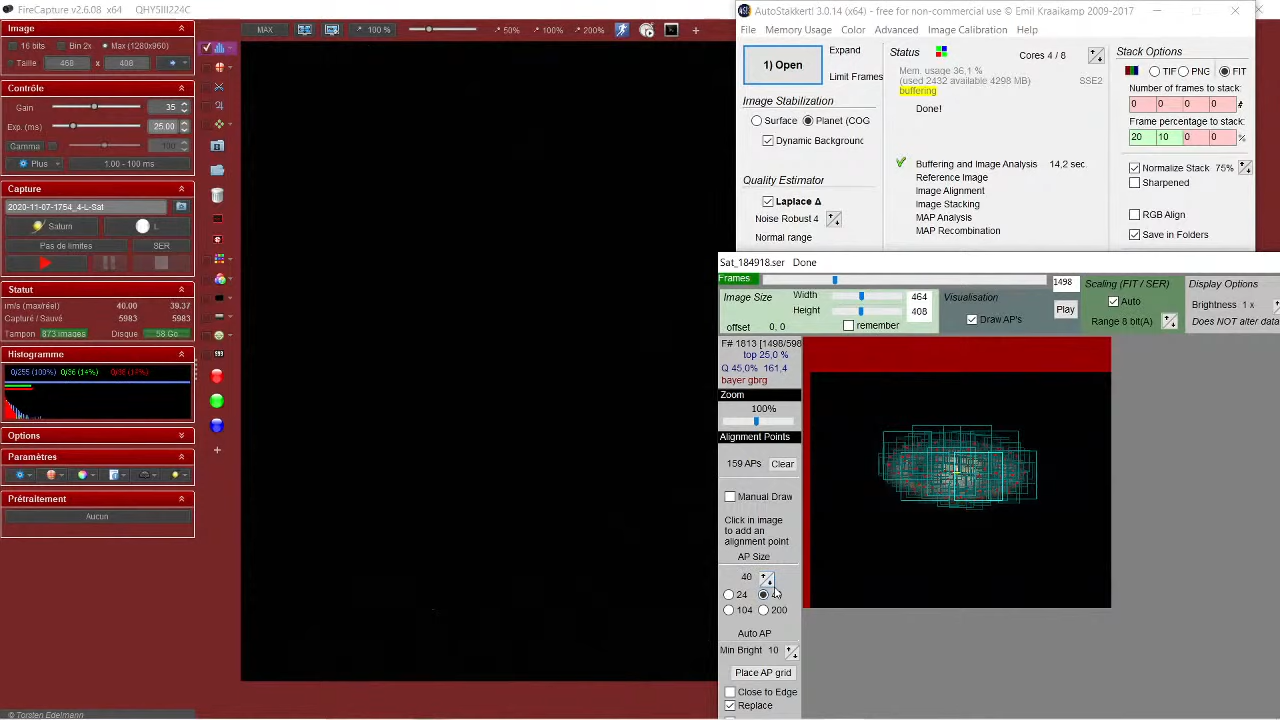 FireCapture v2.6.08 x64 - QHY5III224C
Image
16 bits Bin 2x Max (1280x960)
Taille 468 x 408
Contrôle
Gain 35
Exp. (ms) 25.00
Gamma 100
Plus 1.00 - 100 ms
Capture
2020-11-07-1754_4-L-Sat
Saturn L
Pas de limites SER
Statut
im/s (max/réel) 40.00 39.37
Capturé / Sauvé 5983 5983
Tampon 873 images Disque 58 Go
Histogramme
0/255 (100%) 0/36 (14%) 0/36 (14%)
Options
Paramètres
Prétraitement
Aucun
© Torsten Edelmann
MAX 100 % 50% 100% 200%
999
AutoStakkert! 3.0.14 (x64) - free for non-commercial use © Emil Kraaikamp 2009-2017
File Memory Usage Color Advanced Image Calibration Help
1) Open
Expand
Limit Frames
Image Stabilization
Surface Planet (COG
Dynamic Background
Quality Estimator
Laplace Δ
Noise Robust 4
Normal range
Status
Cores 4 / 8
Mem. usage 36,1 %
(used 2432 available 4298 MB) SSE2
buffering
Done!
Buffering and Image Analysis 14,2 sec.
Reference Image
Image Alignment
Image Stacking
MAP Analysis
MAP Recombination
Stack Options
TIF PNG FIT
Number of frames to stack:
0 0 0 0 #
Frame percentage to stack:
20 10 0 0 %
Normalize Stack 75%
Sharpened
RGB Align
Save in Folders
Sat_184918.ser Done
Frames 1498
Image Size
Width 464
Height 408
offset 0, 0 remember
Visualisation
Draw AP's
Play
Scaling (FIT / SER)
Auto
Range 8 bit(A)
Display Options
Brightness 1 x
Does NOT alter data
F# 1813 [1498/598
top 25,0 %
Q 45,0% 161,4
bayer gbrg
Zoom
100%
Alignment Points
159 APs Clear
Manual Draw
Click in image
to add an
alignment point
AP Size
40
24
104 200
Auto AP
Min Bright 10
Place AP grid
Close to Edge
Replace